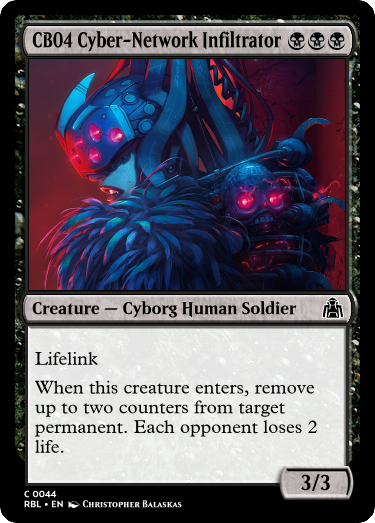 CB04 Cyber-Network Infiltrator
Creature — Cyborg Human Soldier
Lifelink
When this creature enters, remove
up to two counters from target
permanent. Each opponent loses 2
life.
3/3
C 0044
RBL • EN Christopher Balaskas